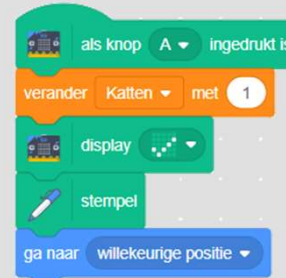 als knop A ingedrukt is
verander Katten met 1
display
stempel
ga naar willekeurige positie